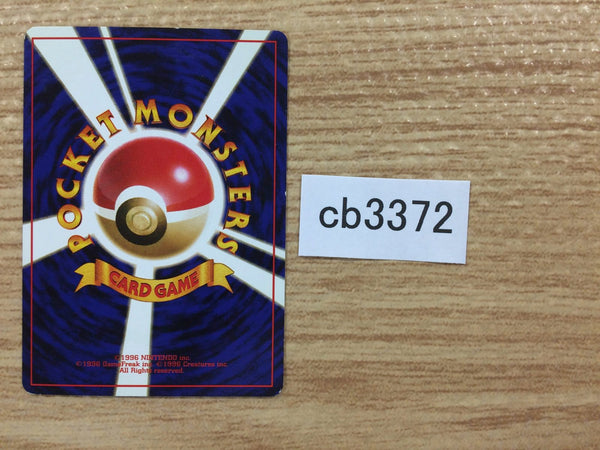 POCKET MONSTERS
CARD GAME
©1996 NINTENDO inc.
©1996 GameFreak inc. ©1996 Creatures inc.
All Rights reserved.
cb3372